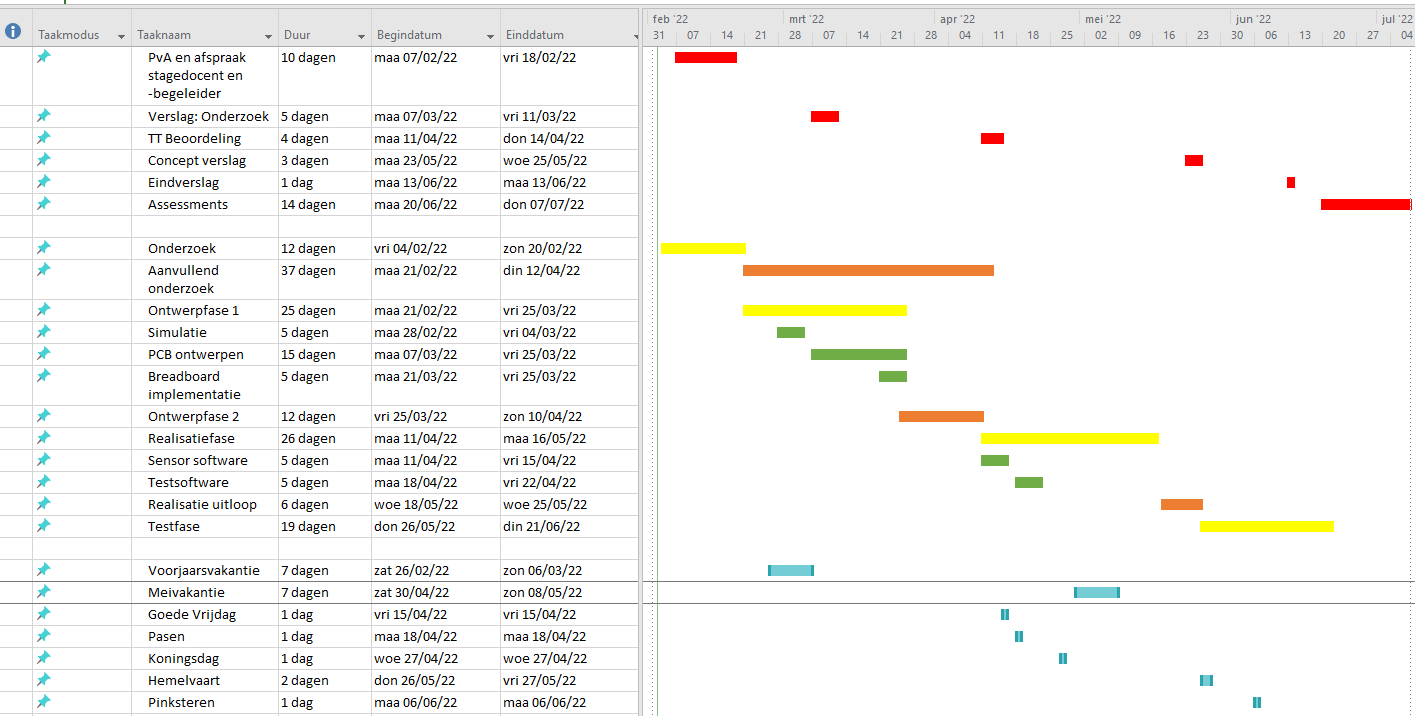 feb '22 mrt '22 apr '22 mei '22 jun '22 jul '22
Taakmodus Taaknaam Duur Begindatum Einddatum 31 07 14 21 28 07 14 21 28 04 11 18 25 02 09 16 23 30 06 13 20 27 04
PvA en afspraak 10 dagen maa 07/02/22 vri 18/02/22
stagedocent en
-begeleider
Verslag: Onderzoek 5 dagen maa 07/03/22 vri 11/03/22
TT Beoordeling 4 dagen maa 11/04/22 don 14/04/22
Concept verslag 3 dagen maa 23/05/22 woe 25/05/22
Eindverslag 1 dag maa 13/06/22 maa 13/06/22
Assessments 14 dagen maa 20/06/22 don 07/07/22
Onderzoek 12 dagen vri 04/02/22 zon 20/02/22
Aanvullend 37 dagen maa 21/02/22 din 12/04/22
onderzoek
Ontwerpfase 1 25 dagen maa 21/02/22 vri 25/03/22
Simulatie 5 dagen maa 28/02/22 vri 04/03/22
PCB ontwerpen 15 dagen maa 07/03/22 vri 25/03/22
Breadboard 5 dagen maa 21/03/22 vri 25/03/22
implementatie
Ontwerpfase 2 12 dagen vri 25/03/22 zon 10/04/22
Realisatiefase 26 dagen maa 11/04/22 maa 16/05/22
Sensor software 5 dagen maa 11/04/22 vri 15/04/22
Testsoftware 5 dagen maa 18/04/22 vri 22/04/22
Realisatie uitloop 6 dagen woe 18/05/22 woe 25/05/22
Testfase 19 dagen don 26/05/22 din 21/06/22
Voorjaarsvakantie 7 dagen zat 26/02/22 zon 06/03/22
Meivakantie 7 dagen zat 30/04/22 zon 08/05/22
Goede Vrijdag 1 dag vri 15/04/22 vri 15/04/22
Pasen 1 dag maa 18/04/22 maa 18/04/22
Koningsdag 1 dag woe 27/04/22 woe 27/04/22
Hemelvaart 2 dagen don 26/05/22 vri 27/05/22
Pinksteren 1 dag maa 06/06/22 maa 06/06/22